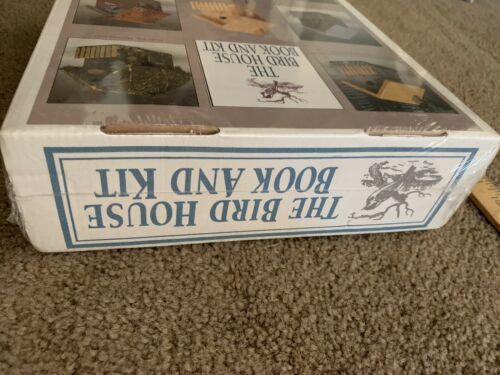 THE
BIRD HOUSE
BOOK AND KIT
THE BIRD HOUSE
BOOK AND KIT